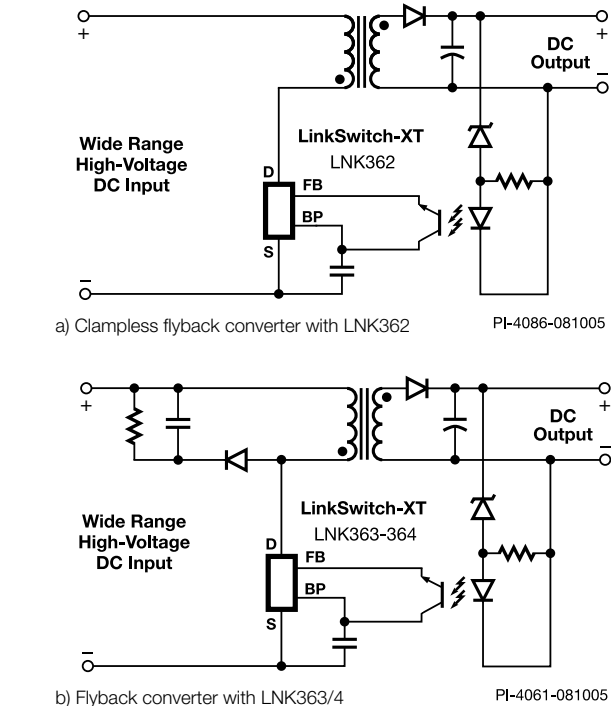 +
+
DC
Output
−
Wide Range
High-Voltage
DC Input
LinkSwitch-XT
LNK362
D
FB
BP
S
−
a) Clampless flyback converter with LNK362
PI-4086-081005
+
+
DC
Output
−
Wide Range
High-Voltage
DC Input
LinkSwitch-XT
LNK363-364
D
FB
BP
S
−
b) Flyback converter with LNK363/4
PI-4061-081005